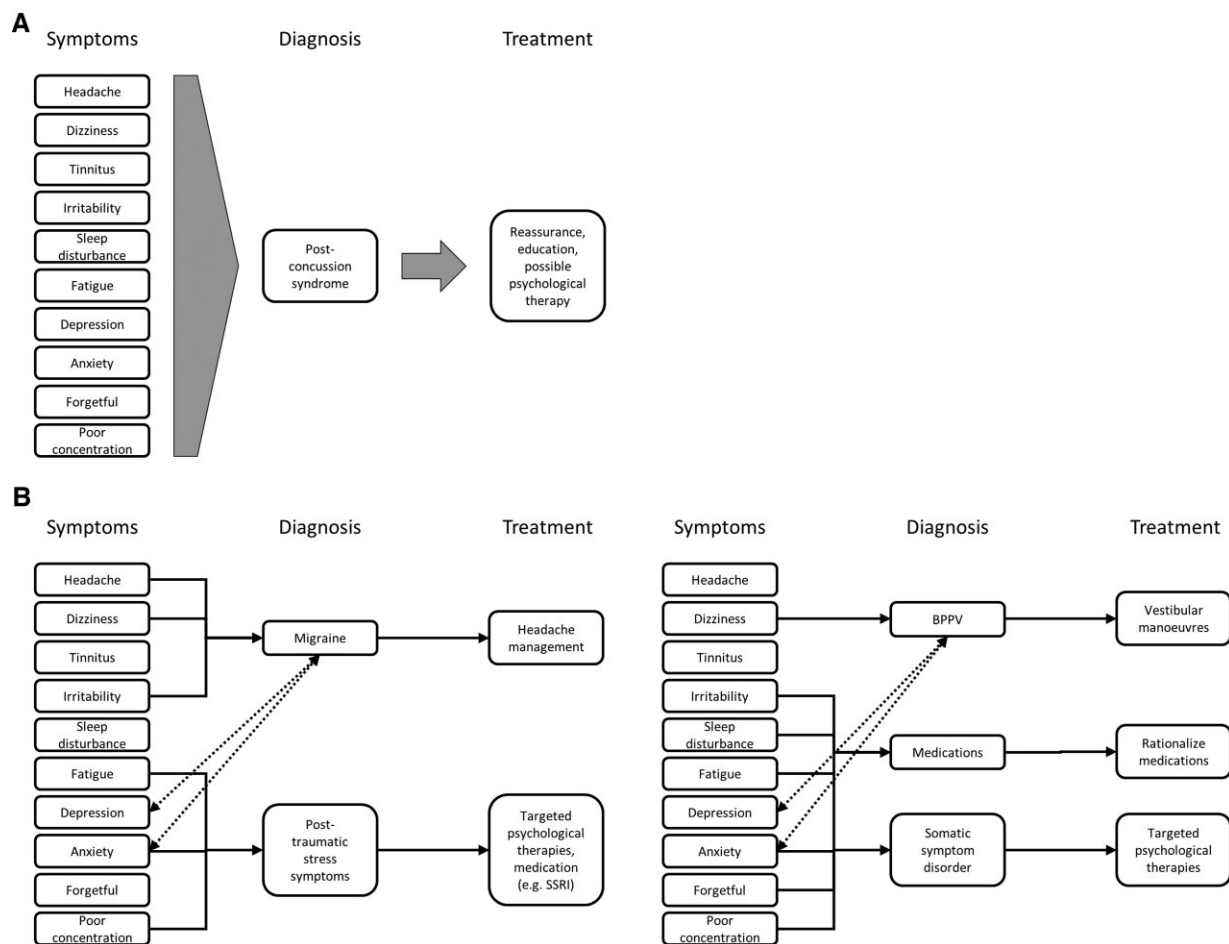 A
Symptoms
Diagnosis
Treatment
Headache
Dizziness
Tinnitus
Irritability
Sleep
disturbance
Fatigue
Depression
Anxiety
Forgetful
Poor
concentration
Post-
concussion
syndrome
Reassurance,
education,
possible
psychological
therapy
B
Symptoms
Diagnosis
Treatment
Headache
Dizziness
Tinnitus
Irritability
Sleep
disturbance
Fatigue
Depression
Anxiety
Forgetful
Poor
concentration
Migraine
Post-
traumatic
stress
symptoms
Headache
management
Targeted
psychological
therapies,
medication
(e.g. SSRI)
Symptoms
Diagnosis
Treatment
Headache
Dizziness
Tinnitus
Irritability
Sleep
disturbance
Fatigue
Depression
Anxiety
Forgetful
Poor
concentration
BPPV
Medications
Somatic
symptom
disorder
Vestibular
manoeuvres
Rationalize
medications
Targeted
psychological
therapies